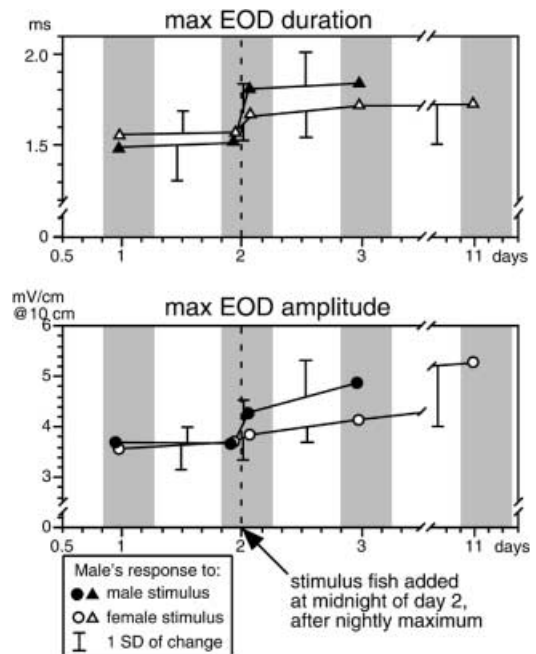 max EOD duration
ms
2.0
1.5
0
0.5 1 2 3 11 days
mV/cm
@10 cm
max EOD amplitude
6
5
4
3
0
0.5 1 2 3 11 days
Male's response to:
male stimulus
female stimulus
1 SD of change
stimulus fish added
at midnight of day 2,
after nightly maximum